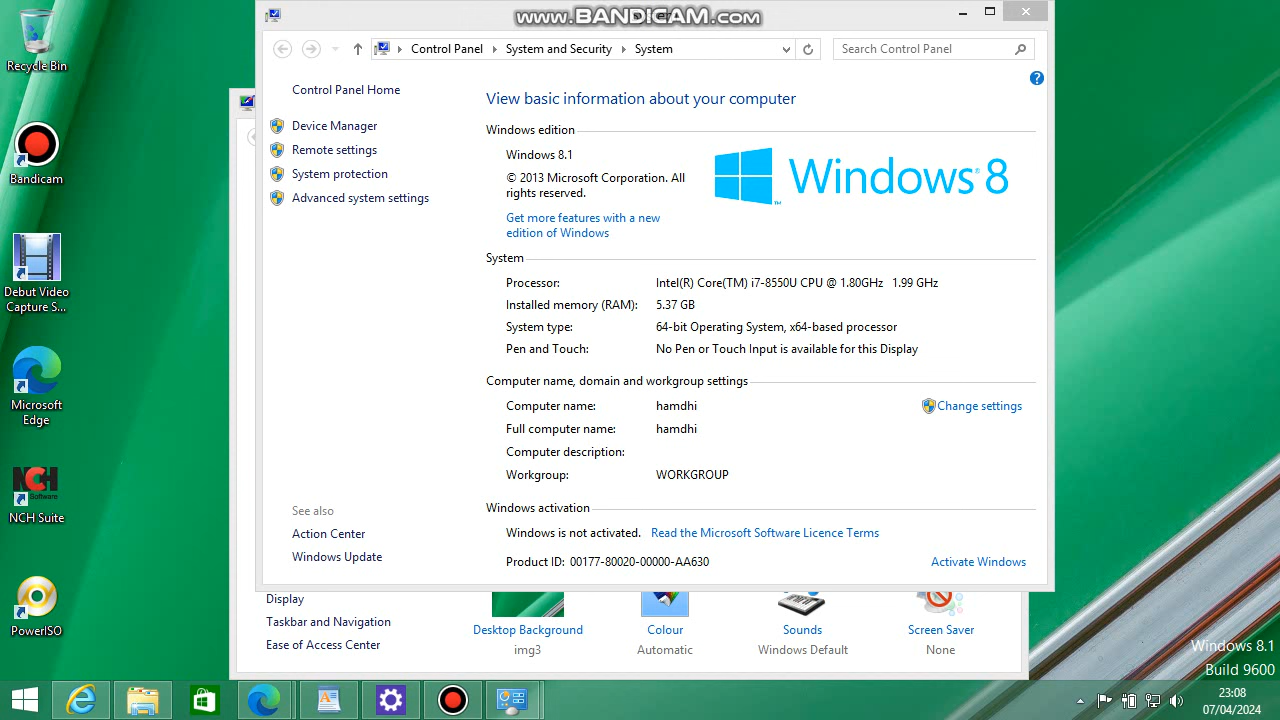 www.BANDICAM.com
Control Panel
System and Security
System
Search Control Panel
Recycle Bin
Bandicam
Debut Video
Capture S...
Microsoft
Edge
NCH
Software
NCH Suite
PowerISO
Control Panel Home
Device Manager
Remote settings
System protection
Advanced system settings
See also
Action Center
Windows Update
View basic information about your computer
Windows edition
Windows 8.1
© 2013 Microsoft Corporation. All
rights reserved.
Get more features with a new
edition of Windows
Windows® 8
System
Processor: Intel(R) Core(TM) i7-8550U CPU @ 1.80GHz 1.99 GHz
Installed memory (RAM): 5.37 GB
System type: 64-bit Operating System, x64-based processor
Pen and Touch: No Pen or Touch Input is available for this Display
Computer name, domain and workgroup settings
Computer name: hamdhi
Change settings
Full computer name: hamdhi
Computer description:
Workgroup: WORKGROUP
Windows activation
Windows is not activated. Read the Microsoft Software Licence Terms
Product ID: 00177-80020-00000-AA630
Activate Windows
Display
Taskbar and Navigation
Ease of Access Center
Desktop Background
img3
Colour
Automatic
Sounds
Windows Default
Screen Saver
None
Windows 8.1
Build 9600
23:08
07/04/2024